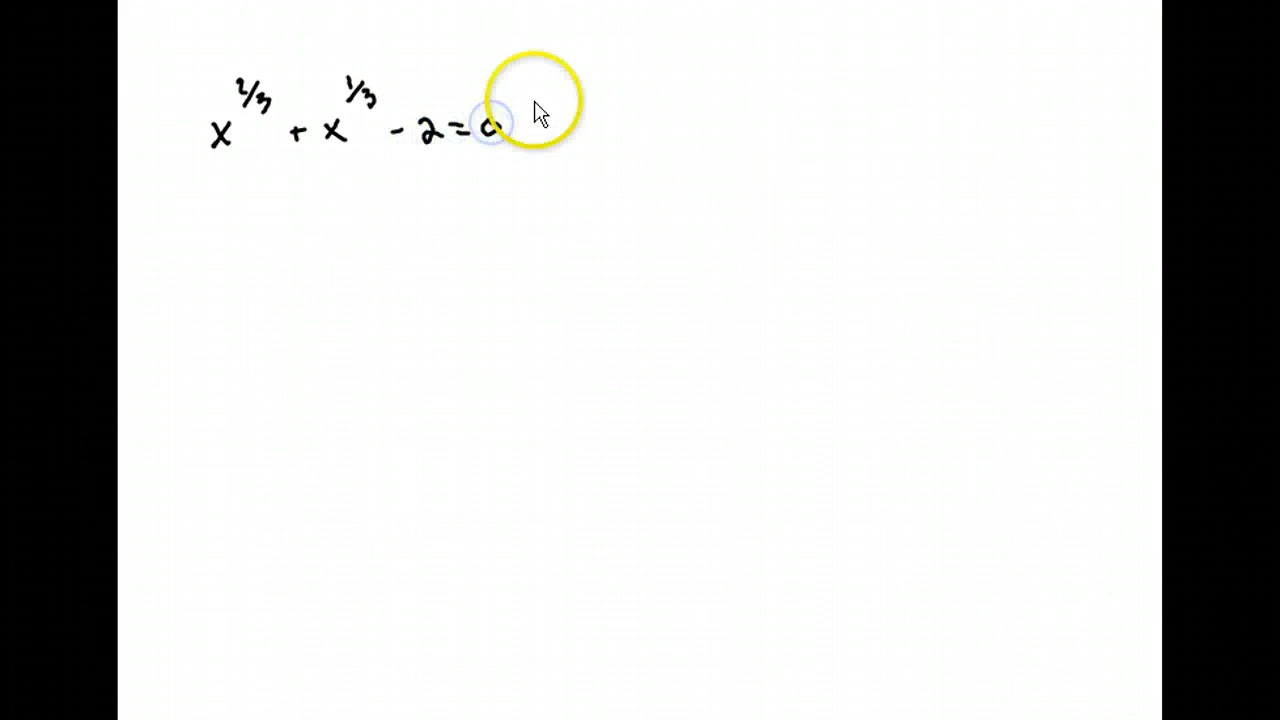 x^{2/3} + x^{1/3} - 2 = 0